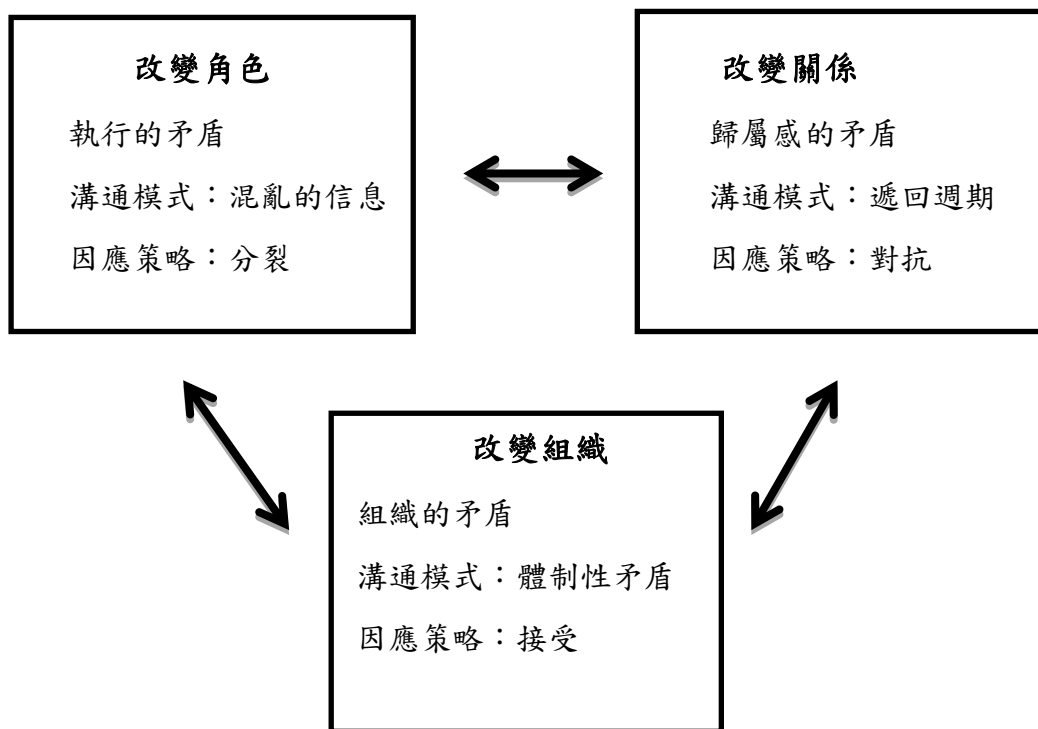 改變角色
執行的矛盾
溝通模式：混亂的信息
因應策略：分裂
改變關係
歸屬感的矛盾
溝通模式：遞回週期
因應策略：對抗
改變組織
組織的矛盾
溝通模式：體制性矛盾
因應策略：接受